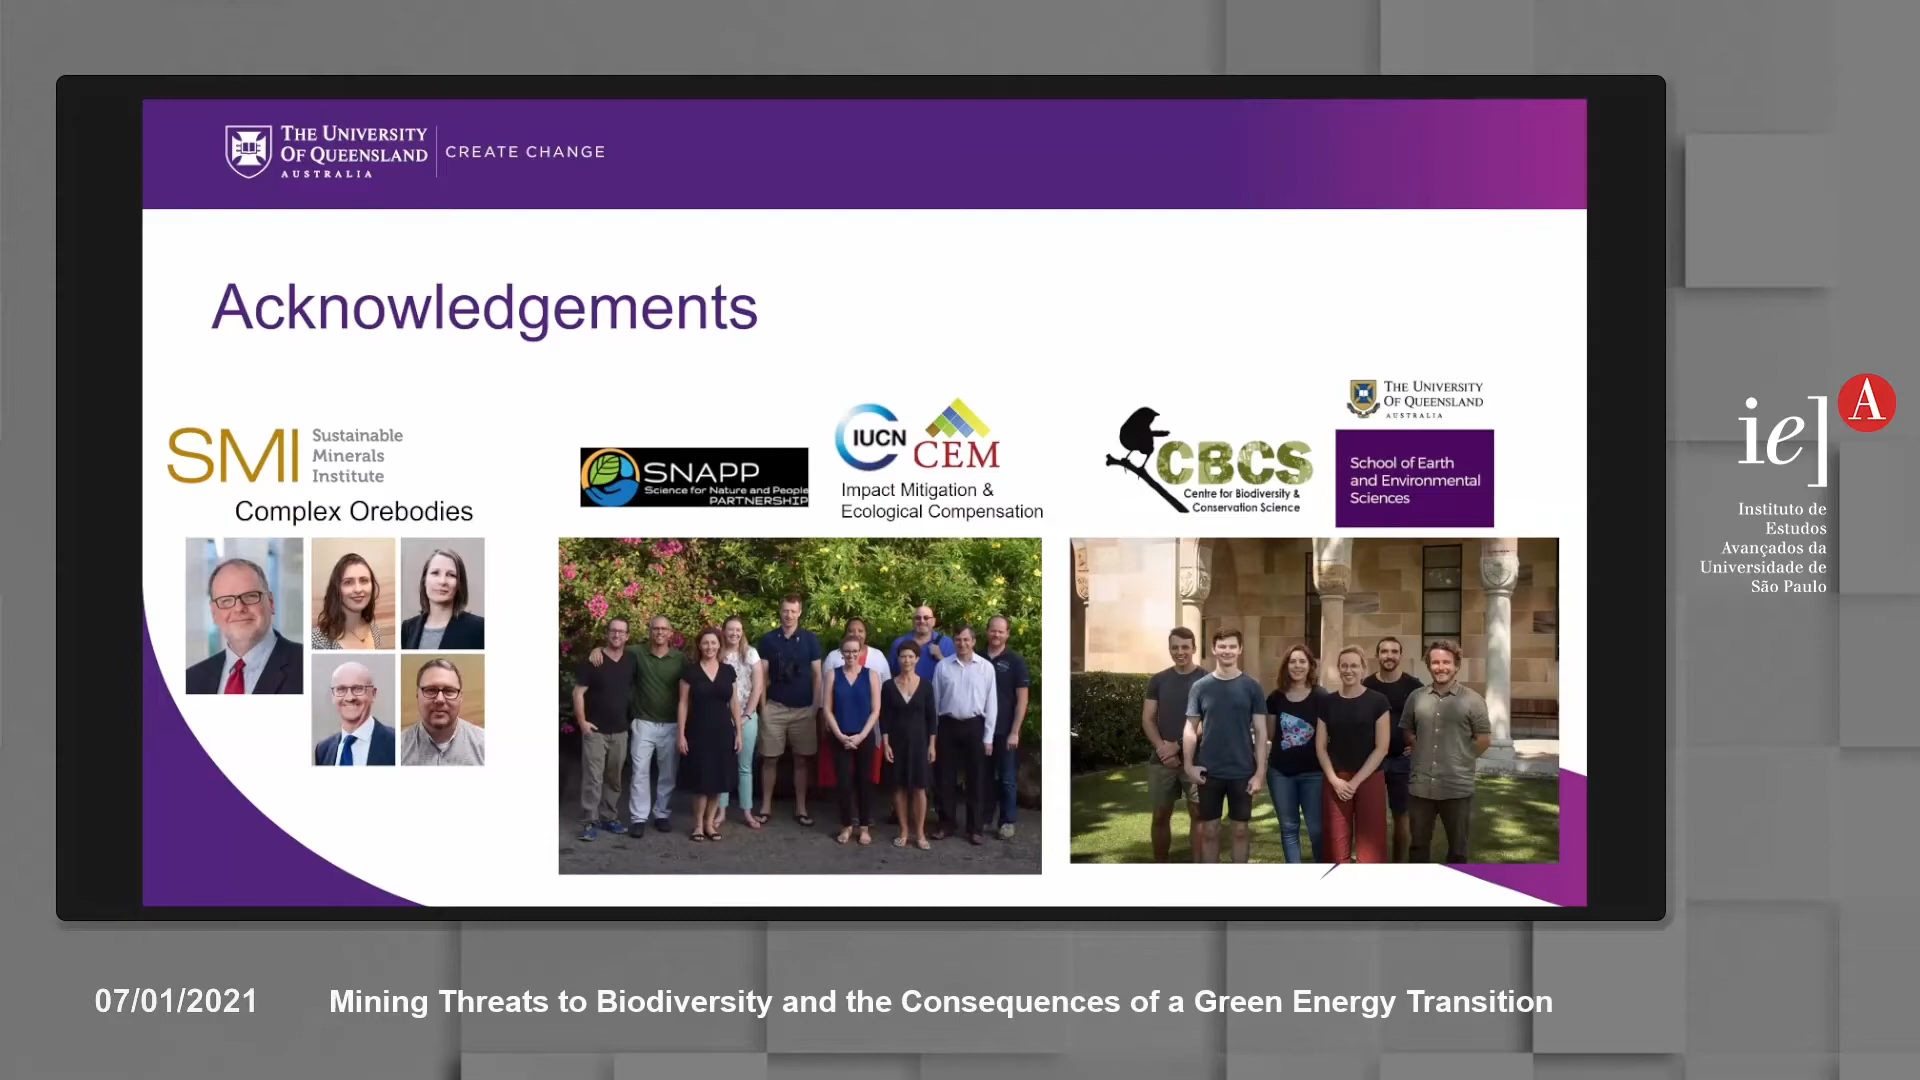 THE UNIVERSITY
OF QUEENSLAND
AUSTRALIA
CREATE CHANGE
Acknowledgements
SMI
Sustainable
Minerals
Institute
Complex Orebodies
SNAPP
Science for Nature and People
PARTNERSHIP
IUCN
CEM
Impact Mitigation &
Ecological Compensation
CBCS
Centre for Biodiversity &
Conservation Science
THE UNIVERSITY
OF QUEENSLAND
AUSTRALIA
School of Earth
and Environmental
Sciences
ie]
A
Instituto de
Estudos
Avançados da
Universidade de
São Paulo
07/01/2021
Mining Threats to Biodiversity and the Consequences of a Green Energy Transition